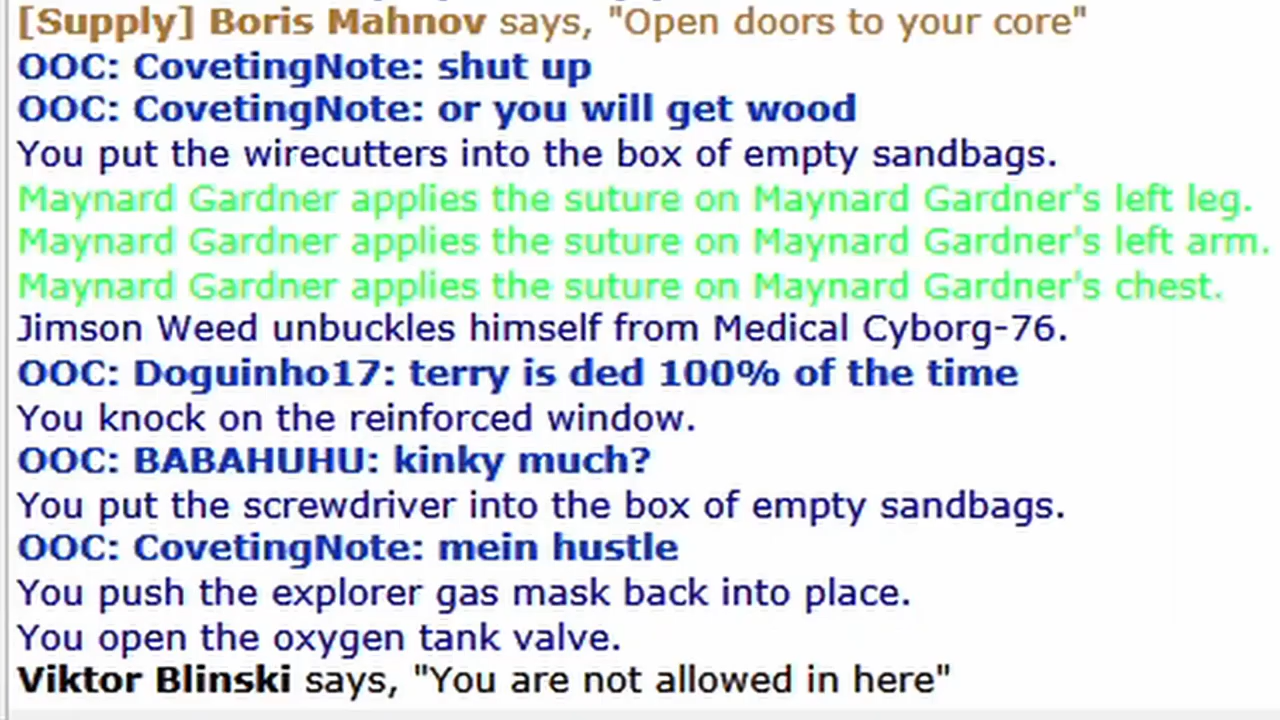 [Supply] Boris Mahnov says, "Open doors to your core"
OOC: CovetingNote: shut up
OOC: CovetingNote: or you will get wood
You put the wirecutters into the box of empty sandbags.
Maynard Gardner applies the suture on Maynard Gardner's left leg.
Maynard Gardner applies the suture on Maynard Gardner's left arm.
Maynard Gardner applies the suture on Maynard Gardner's chest.
Jimson Weed unbuckles himself from Medical Cyborg-76.
OOC: Doguinho17: terry is ded 100% of the time
You knock on the reinforced window.
OOC: BABAHUHU: kinky much?
You put the screwdriver into the box of empty sandbags.
OOC: CovetingNote: mein hustle
You push the explorer gas mask back into place.
You open the oxygen tank valve.
Viktor Blinski says, "You are not allowed in here"